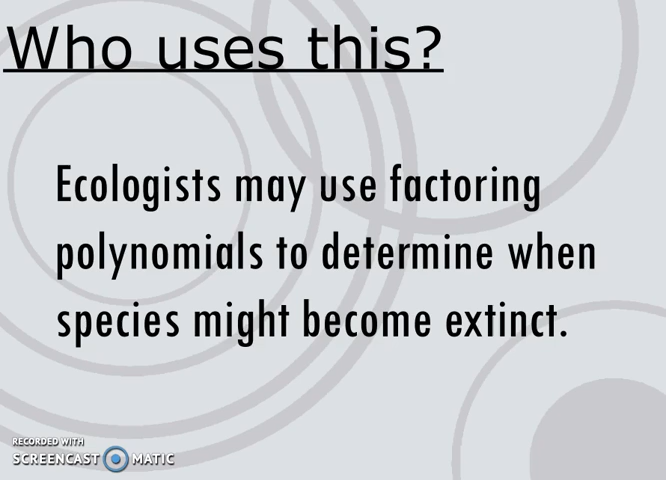 Who uses this?
Ecologists may use factoring
polynomials to determine when
species might become extinct.
RECORDED WITH
SCREENCAST MATIC